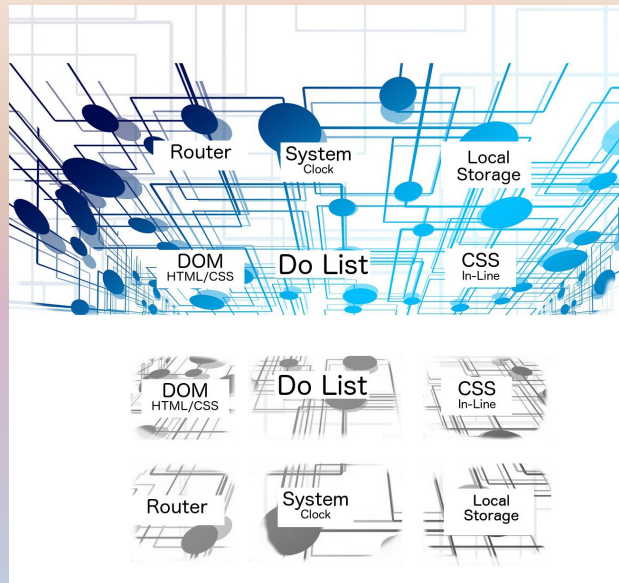 Router
System
Clock
Local
Storage
DOM
HTML/CSS
Do List
CSS
In-Line
DOM
HTML/CSS
Do List
CSS
In-Line
Router
System
Clock
Local
Storage